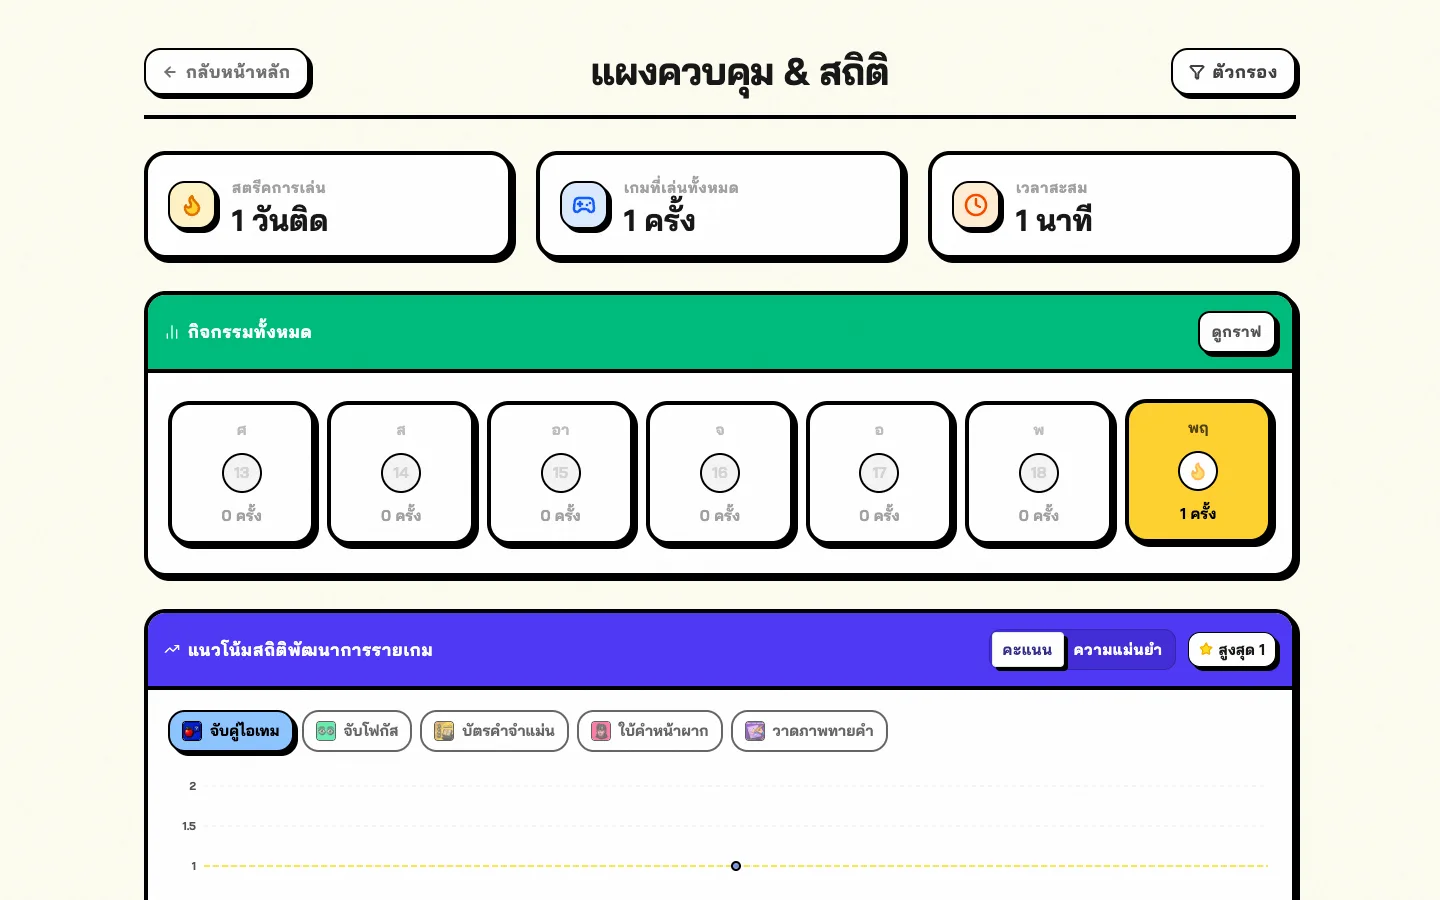 กลับหน้าหลัก
แผงควบคุม & สถิติ
ตัวกรอง
สตรีคการเล่น
1 วันติด
เกมที่เล่นทั้งหมด
1 ครั้ง
เวลาสะสม
1 นาที
กิจกรรมทั้งหมด
ดูกราฟ
ศ
13
0 ครั้ง
ส
14
0 ครั้ง
อา
15
0 ครั้ง
จ
16
0 ครั้ง
อ
17
0 ครั้ง
พ
18
0 ครั้ง
พฤ
1 ครั้ง
แนวโน้มสถิติพัฒนาการรายเกม
คะแนน
ความแม่นยำ
สูงสุด 1
จับคู่ไอเทม
จับโฟกัส
บัตรคำจำแม่น
ใบ้คำหน้าผาก
วาดภาพทายคำ
2
1.5
1